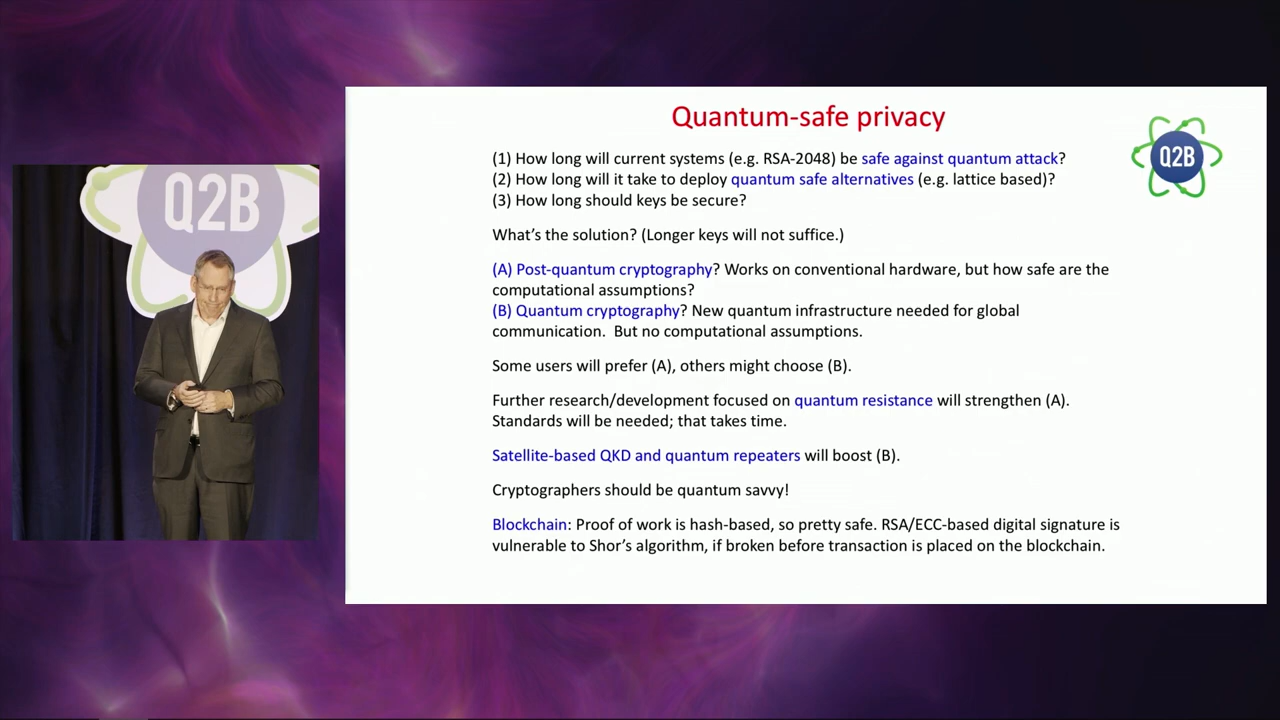 Q2B
Quantum-safe privacy
Q2B
(1) How long will current systems (e.g. RSA-2048) be safe against quantum attack?
(2) How long will it take to deploy quantum safe alternatives (e.g. lattice based)?
(3) How long should keys be secure?
What's the solution? (Longer keys will not suffice.)
(A) Post-quantum cryptography? Works on conventional hardware, but how safe are the
computational assumptions?
(B) Quantum cryptography? New quantum infrastructure needed for global
communication. But no computational assumptions.
Some users will prefer (A), others might choose (B).
Further research/development focused on quantum resistance will strengthen (A).
Standards will be needed; that takes time.
Satellite-based QKD and quantum repeaters will boost (B).
Cryptographers should be quantum savvy!
Blockchain: Proof of work is hash-based, so pretty safe. RSA/ECC-based digital signature is
vulnerable to Shor's algorithm, if broken before transaction is placed on the blockchain.